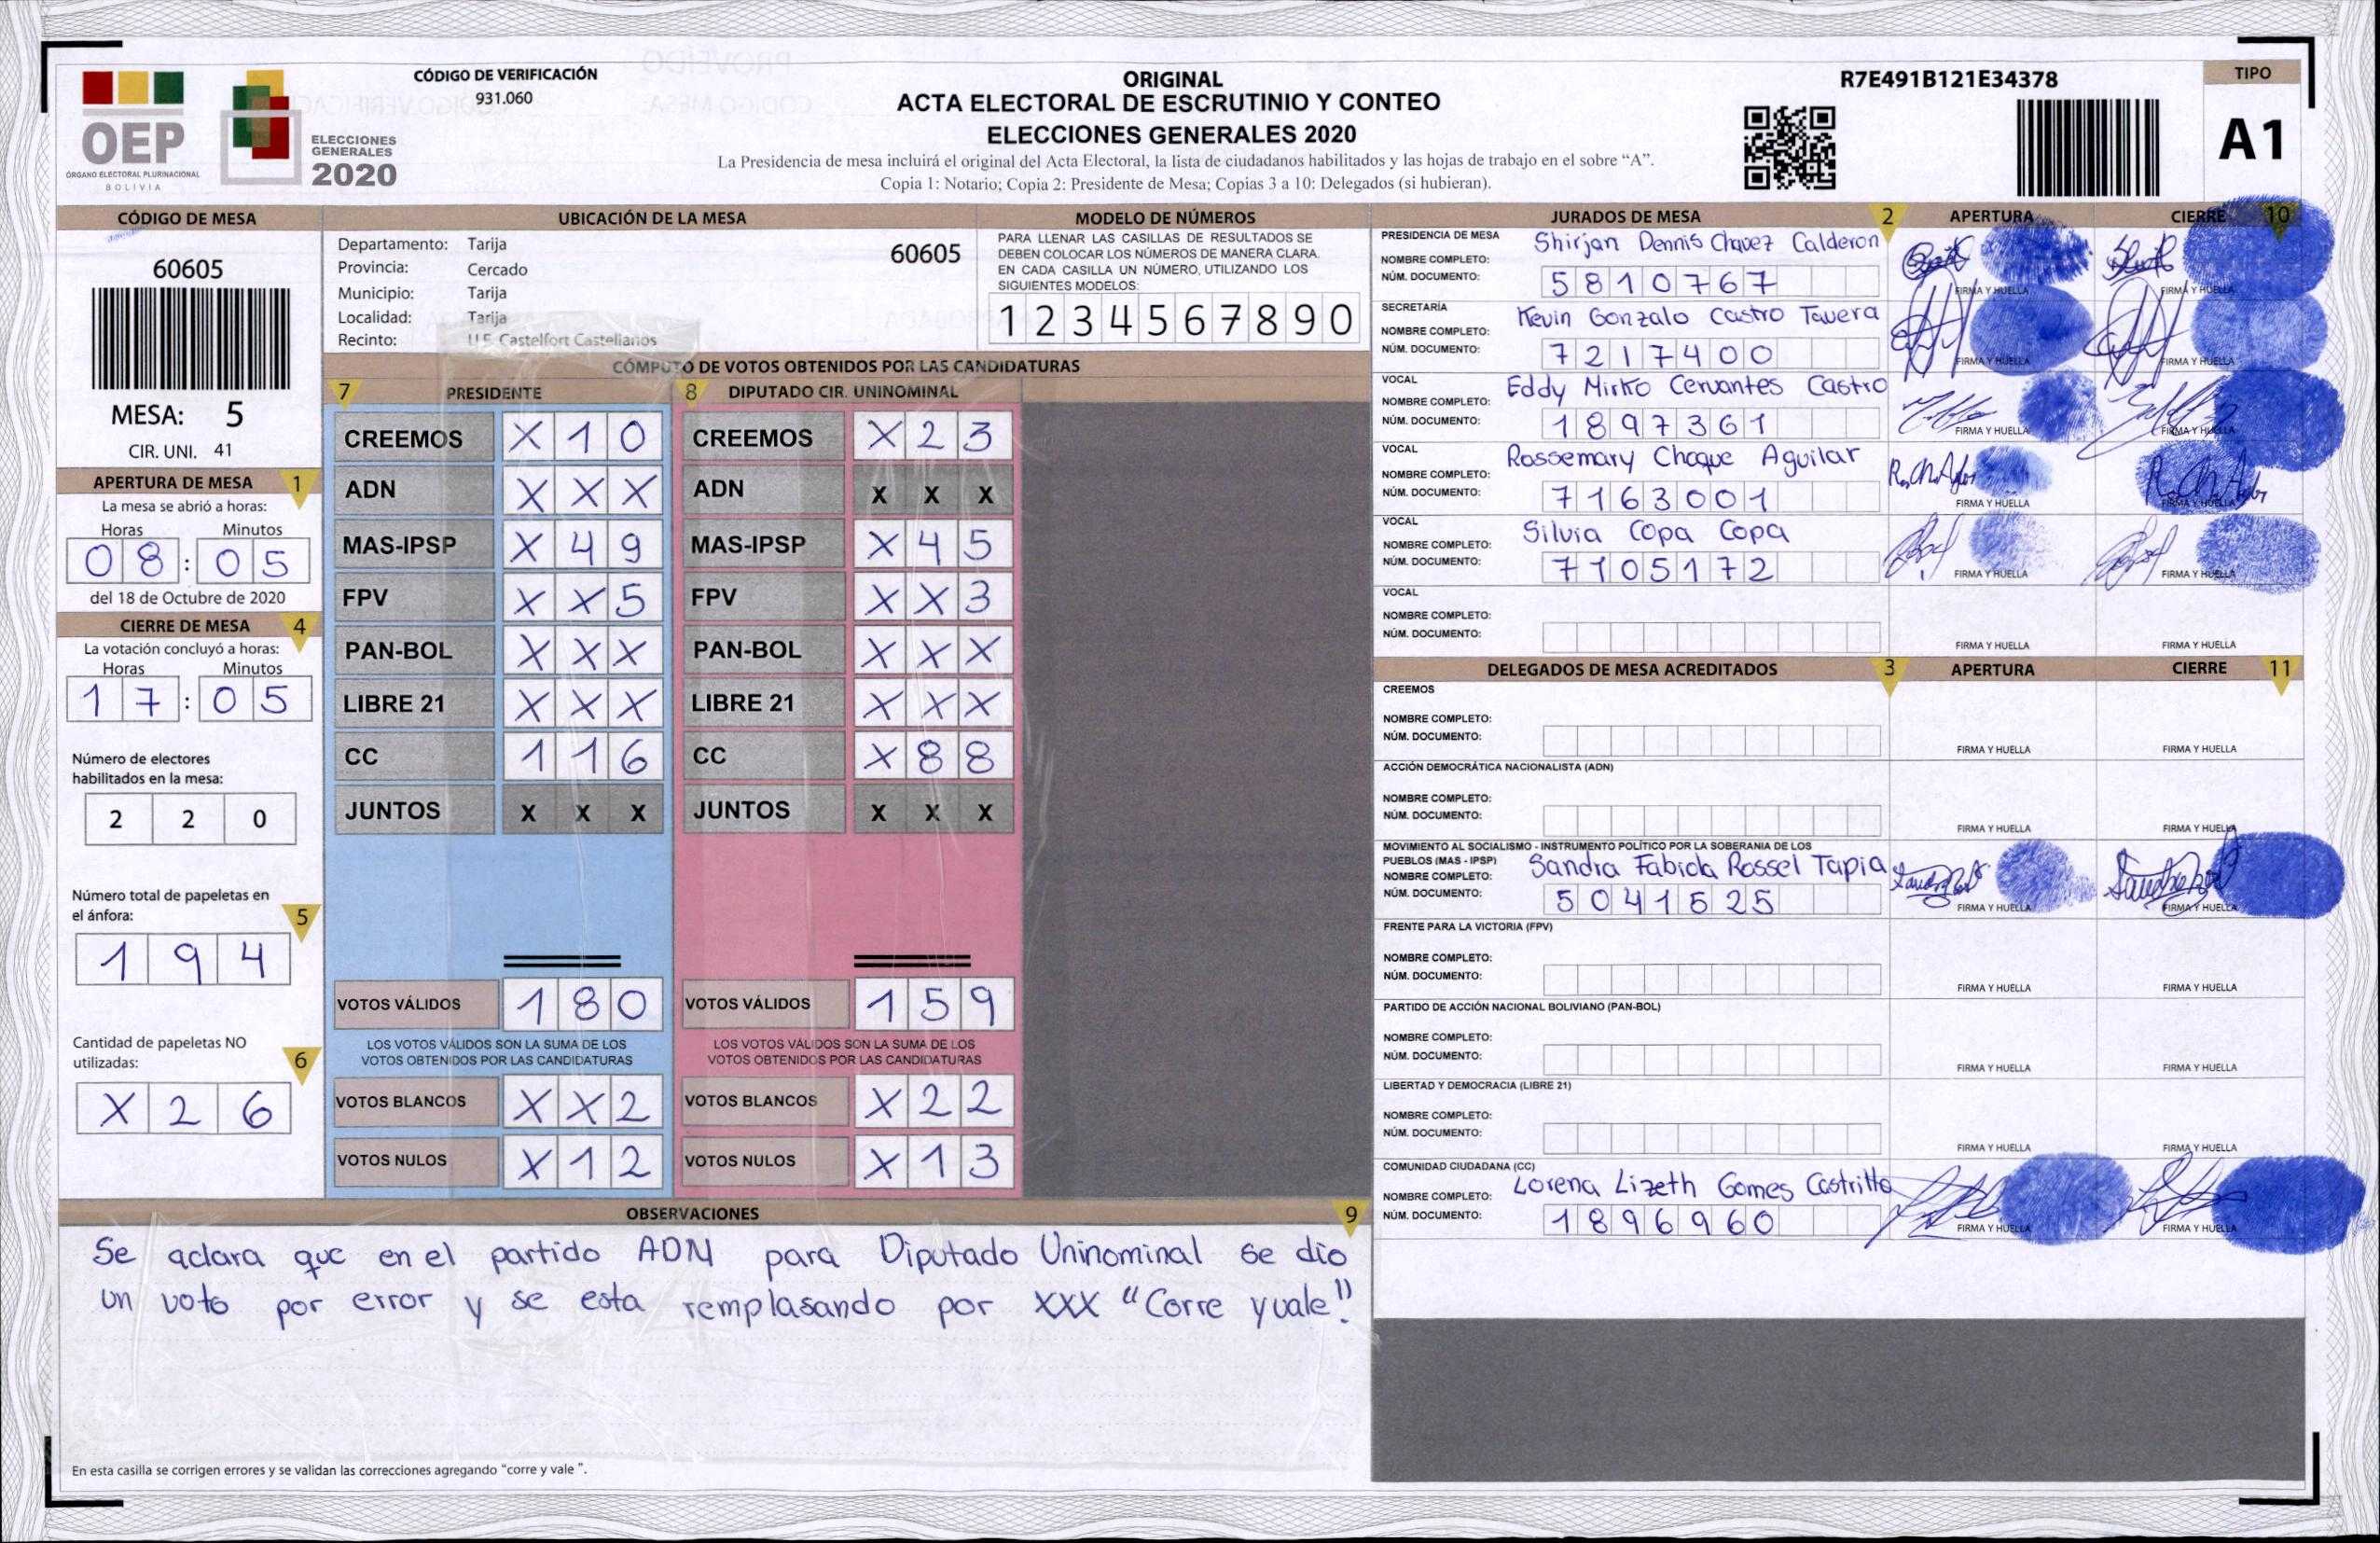 CÓDIGO DE VERIFICACIÓN
931.060
ORIGINAL
ACTA ELECTORAL DE ESCRUTINIO Y CONTEO
ELECCIONES GENERALES 2020
La Presidencia de mesa incluirá el original del Acta Electoral, la lista de ciudadanos habilitados y las hojas de trabajo en el sobre “A”.
Copia 1: Notario; Copia 2: Presidente de Mesa; Copias 3 a 10: Delegados (si hubieran).
R7E491B121E34378
TIPO
A1
OEP
ÓRGANO ELECTORAL PLURINACIONAL
BOLIVIA
ELECCIONES
GENERALES
2020
CÓDIGO DE MESA
60605
MESA: 5
CIR. UNI. 41
APERTURA DE MESA 1
La mesa se abrió a horas:
Horas Minutos
0 8 : 0 5
del 18 de Octubre de 2020
CIERRE DE MESA 4
La votación concluyó a horas:
Horas Minutos
1 7 : 0 5
Número de electores
habilitados en la mesa:
2 2 0
Número total de papeletas en
el ánfora: 5
1 9 4
Cantidad de papeletas NO
utilizadas: 6
X 2 6
UBICACIÓN DE LA MESA
Departamento: Tarija 60605
Provincia: Cercado
Municipio: Tarija
Localidad: Tarija
Recinto: U.E. Castelfort Castellanos
MODELO DE NÚMEROS
PARA LLENAR LAS CASILLAS DE RESULTADOS SE
DEBEN COLOCAR LOS NÚMEROS DE MANERA CLARA.
EN CADA CASILLA UN NÚMERO, UTILIZANDO LOS
SIGUIENTES MODELOS:
1 2 3 4 5 6 7 8 9 0
CÓMPUTO DE VOTOS OBTENIDOS POR LAS CANDIDATURAS
7 PRESIDENTE
CREEMOS X 1 0
ADN X X X
MAS-IPSP X 4 9
FPV X X 5
PAN-BOL X X X
LIBRE 21 X X X
CC 1 1 6
JUNTOS X X X
VOTOS VÁLIDOS 1 8 0
LOS VOTOS VÁLIDOS SON LA SUMA DE LOS
VOTOS OBTENIDOS POR LAS CANDIDATURAS
VOTOS BLANCOS X X 2
VOTOS NULOS X 1 2
8 DIPUTADO CIR. UNINOMINAL
CREEMOS X 2 3
ADN X X X
MAS-IPSP X 4 5
FPV X X 3
PAN-BOL X X X
LIBRE 21 X X X
CC X 8 8
JUNTOS X X X
VOTOS VÁLIDOS 1 5 9
LOS VOTOS VÁLIDOS SON LA SUMA DE LOS
VOTOS OBTENIDOS POR LAS CANDIDATURAS
VOTOS BLANCOS X 2 2
VOTOS NULOS X 1 3
OBSERVACIONES 9
Se aclara que en el partido ADN para Diputado Uninominal se dio
un voto por error y se esta remplasando por XXX "Corre y vale".
En esta casilla se corrigen errores y se validan las correcciones agregando “corre y vale ”.
JURADOS DE MESA 2 APERTURA CIERRE 10
PRESIDENCIA DE MESA
NOMBRE COMPLETO: Shirjan Dennis Chavez Calderon
NÚM. DOCUMENTO: 5810767
FIRMA Y HUELLA FIRMA Y HUELLA
SECRETARÍA
NOMBRE COMPLETO: Kevin Gonzalo Castro Tavera
NÚM. DOCUMENTO: 7217400
FIRMA Y HUELLA FIRMA Y HUELLA
VOCAL
NOMBRE COMPLETO: Eddy Mirko Cervantes Castro
NÚM. DOCUMENTO: 1897361
FIRMA Y HUELLA FIRMA Y HUELLA
VOCAL
NOMBRE COMPLETO: Rossemary Choque Aguilar
NÚM. DOCUMENTO: 7163001
FIRMA Y HUELLA FIRMA Y HUELLA
VOCAL
NOMBRE COMPLETO: Silvia Copa Copa
NÚM. DOCUMENTO: 7105172
FIRMA Y HUELLA FIRMA Y HUELLA
VOCAL
NOMBRE COMPLETO:
NÚM. DOCUMENTO:
FIRMA Y HUELLA FIRMA Y HUELLA
DELEGADOS DE MESA ACREDITADOS 3 APERTURA CIERRE 11
CREEMOS
NOMBRE COMPLETO:
NÚM. DOCUMENTO:
FIRMA Y HUELLA FIRMA Y HUELLA
ACCIÓN DEMOCRÁTICA NACIONALISTA (ADN)
NOMBRE COMPLETO:
NÚM. DOCUMENTO:
FIRMA Y HUELLA FIRMA Y HUELLA
MOVIMIENTO AL SOCIALISMO - INSTRUMENTO POLÍTICO POR LA SOBERANIA DE LOS
PUEBLOS (MAS - IPSP)
NOMBRE COMPLETO: Sandra Fabiola Rossel Tapia
NÚM. DOCUMENTO: 5041525
FIRMA Y HUELLA FIRMA Y HUELLA
FRENTE PARA LA VICTORIA (FPV)
NOMBRE COMPLETO:
NÚM. DOCUMENTO:
FIRMA Y HUELLA FIRMA Y HUELLA
PARTIDO DE ACCIÓN NACIONAL BOLIVIANO (PAN-BOL)
NOMBRE COMPLETO:
NÚM. DOCUMENTO:
FIRMA Y HUELLA FIRMA Y HUELLA
LIBERTAD Y DEMOCRACIA (LIBRE 21)
NOMBRE COMPLETO:
NÚM. DOCUMENTO:
FIRMA Y HUELLA FIRMA Y HUELLA
COMUNIDAD CIUDADANA (CC)
NOMBRE COMPLETO: Lorena Lizeth Gomes Castrillo
NÚM. DOCUMENTO: 1896960
FIRMA Y HUELLA FIRMA Y HUELLA